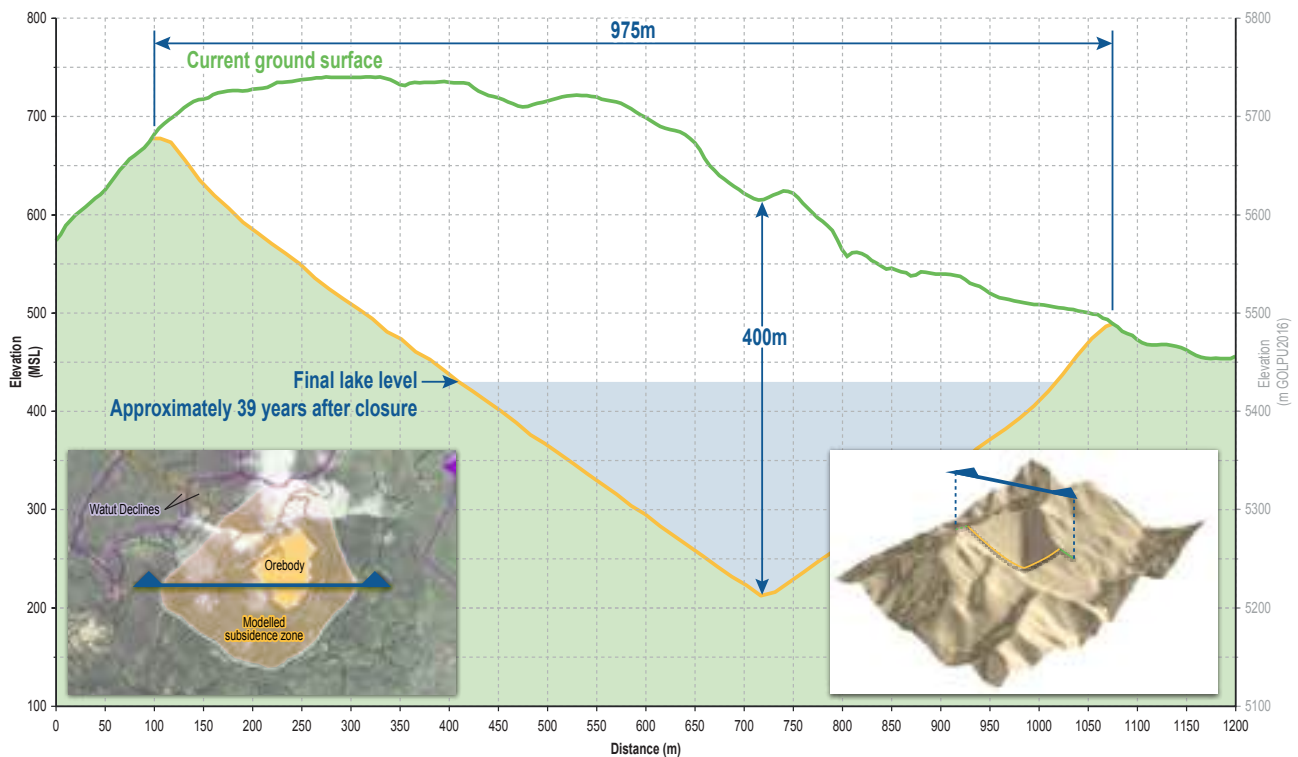 975m
Current ground surface
400m
Final lake level
Approximately 39 years after closure
Watut Declines
Orebody
Modelled
subsidence zone
800
700
600
500
400
300
200
100
Elevation
(MSL)
5800
5700
5600
5500
5400
5300
5200
5100
Elevation
(m GOLPU2016)
0 50 100 150 200 250 300 350 400 450 500 550 600 650 700 750 800 850 900 950 1000 1050 1100 1150 1200
Distance (m)